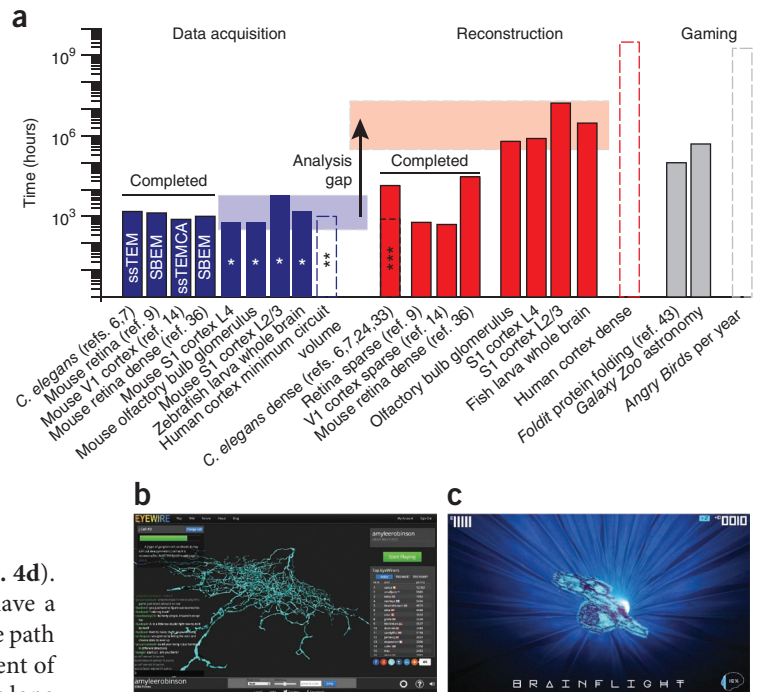 a
Data acquisition
Reconstruction
Gaming
10⁹
10⁶
10³
Time (hours)
Completed
Analysis
gap
Completed
ssTEM
SBEM
ssTEMCA
SBEM
*
*
*
*
**
***
C. elegans (refs. 6,7)
Mouse retina (ref. 9)
Mouse V1 cortex (ref. 14)
Mouse retina dense (ref. 36)
Mouse S1 cortex L4
Mouse olfactory bulb glomerulus
Mouse S1 cortex L2/3
Zebrafish larva whole brain
Human cortex minimum circuit
volume
C. elegans dense (refs. 6,7,24,33)
Retina sparse (ref. 9)
V1 cortex sparse (ref. 14)
Mouse retina dense (ref. 36)
Olfactory bulb glomerulus
S1 cortex L4
S1 cortex L2/3
Fish larva whole brain
Human cortex dense
Foldit protein folding (ref. 43)
Galaxy Zoo astronomy
Angry Birds per year
. 4d).
ave a
e path
ent of
b
EYEWIRE
amyleerobinson
Start Playing
amyleerobinson
c
0010
BRAINFLIGHT